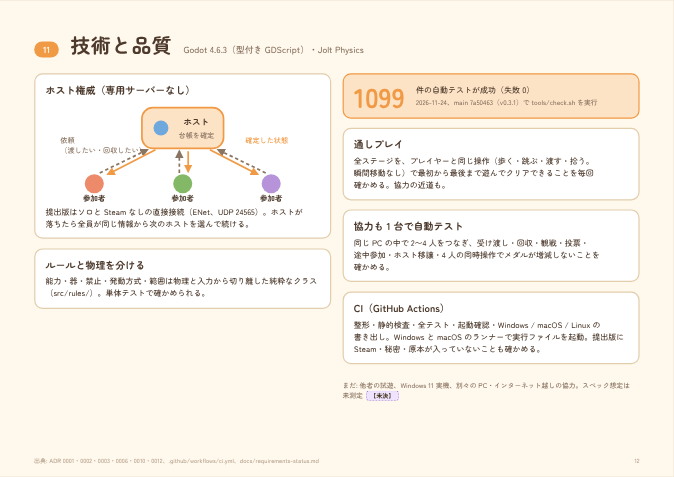 11 技術と品質 Godot 4.6.3（型付き GDScript）・Jolt Physics
ホスト権威（専用サーバーなし）
ホスト
台帳を確定
依頼
（渡したい・回収したい）
確定した状態
参加者 参加者 参加者
提出版はソロと Steam なしの直接接続（ENet、UDP 24565）。ホストが
落ちたら全員が同じ情報から次のホストを選んで続ける。
ルールと物理を分ける
能力・器・禁止・発動方式・範囲は物理と入力から切り離した純粋なクラス
（src/rules/）。単体テストで確かめられる。
1099 件の自動テストが成功（失敗 0）
2026-11-24、main 7a50463（v0.3.1）で tools/check.sh を実行
通しプレイ
全ステージを、プレイヤーと同じ操作（歩く・跳ぶ・渡す・拾う。
瞬間移動なし）で最初から最後まで遊んでクリアできることを毎回
確かめる。協力の近道も。
協力も 1 台で自動テスト
同じ PC の中で 2〜4 人をつなぎ、受け渡し・回収・観戦・投票・
途中参加・ホスト移譲・4 人の同時操作でメダルが増減しないことを
確かめる。
CI（GitHub Actions）
整形・静的検査・全テスト・起動確認・Windows / macOS / Linux の
書き出し。Windows と macOS のランナーで実行ファイルを起動。提出版に
Steam・秘密・原本が入っていないことも確かめる。
まだ: 他者の試遊、Windows 11 実機、別々の PC・インターネット越しの協力。スペック想定は
未測定 【未決】
出典: ADR 0001・0002・0003・0006・0010・0012、.github/workflows/ci.yml、docs/requirements-status.md
12